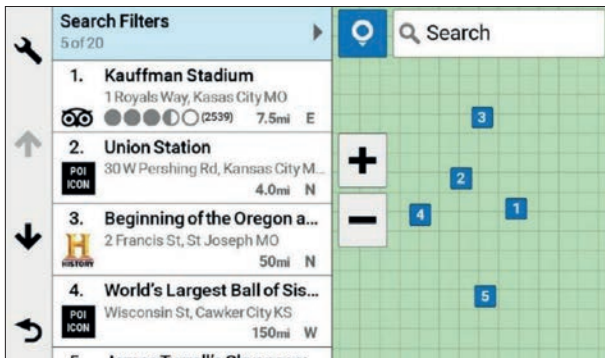 Search Filters
5 of 20
1. Kauffman Stadium
1 Royals Way, Kasas City MO
(2539) 7.5mi E
2. Union Station
POI ICON
30 W Pershing Rd, Kansas City M...
4.0mi N
3. Beginning of the Oregon a...
H HISTORY
2 Francis St, St Joseph MO
50mi N
4. World's Largest Ball of Sis...
POI ICON
Wisconsin St, Cawker City KS
150mi W
Search
3
2
1
4
5